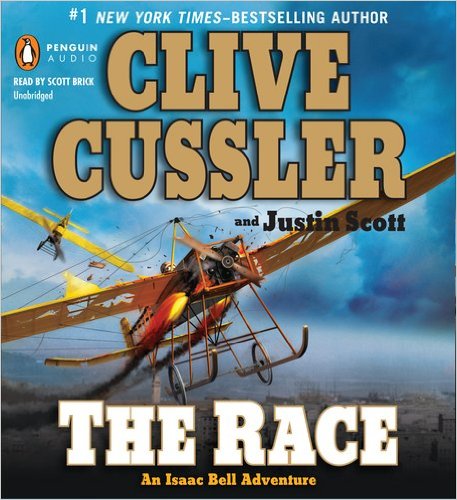 #1 NEW YORK TIMES–BESTSELLING AUTHOR
PENGUIN
AUDIO
READ BY SCOTT BRICK
Unabridged
CLIVE
CUSSLER
and Justin Scott
THE RACE
An Isaac Bell Adventure